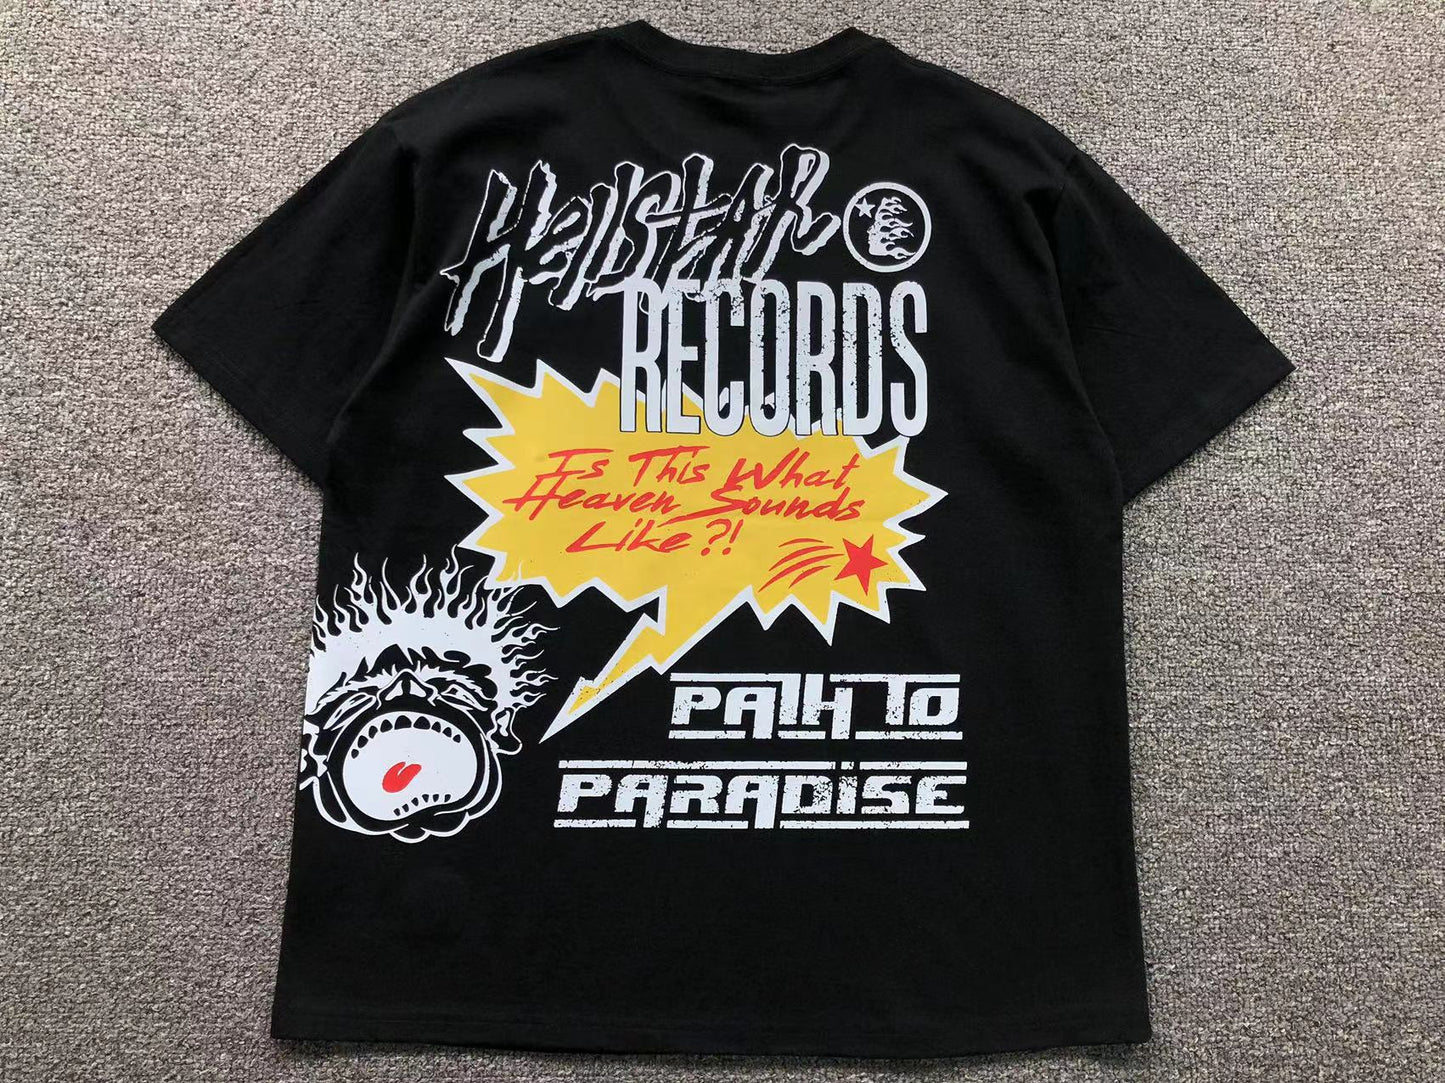 Hellstar
RECORDS
Is This What
Heaven Sounds
Like?!
PATH TO
PARADiSE